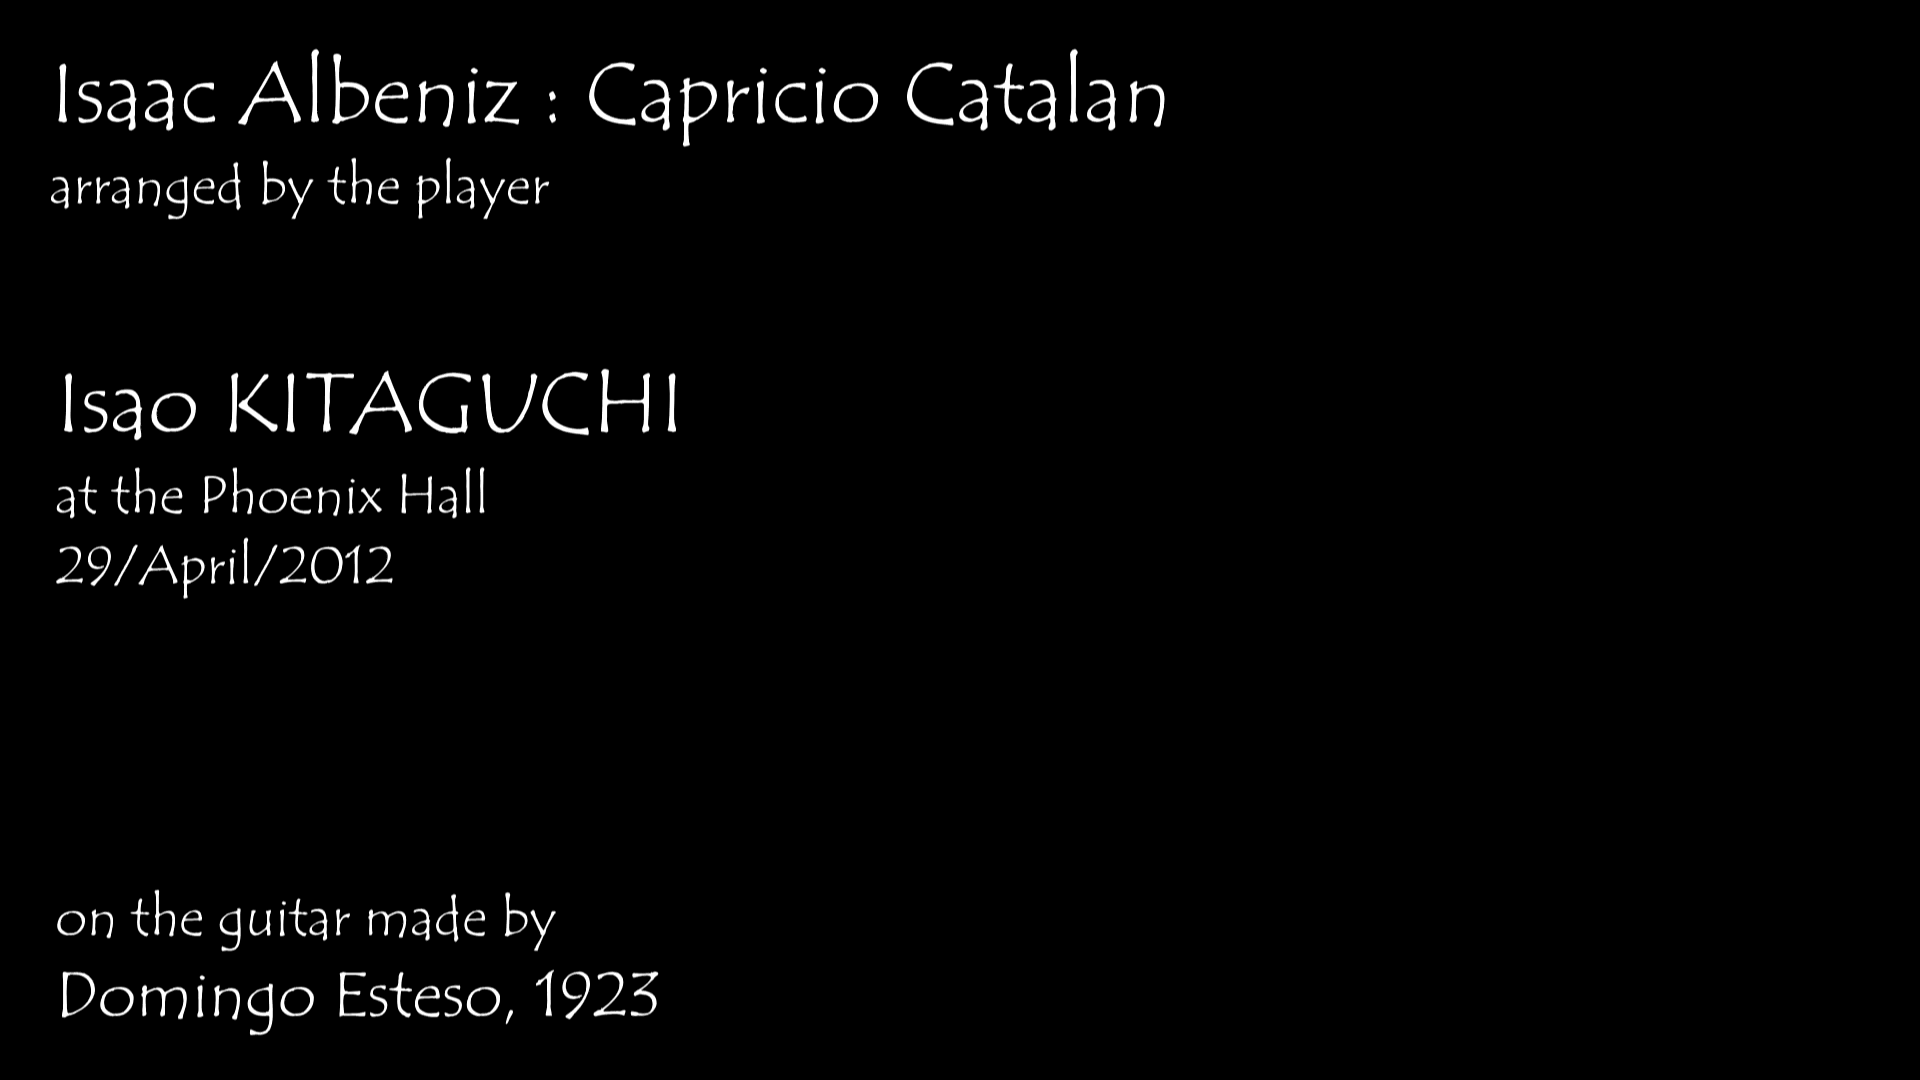 Isaac Albeniz : Capricio Catalan
arranged by the player
Isao KITAGUCHI
at the Phoenix Hall
29/April/2012
on the guitar made by
Domingo Esteso, 1923